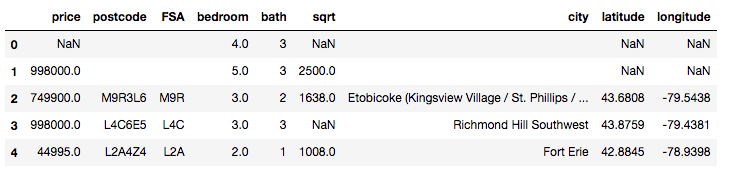 price postcode FSA bedroom bath sqrt city latitude longitude
0 NaN 4.0 3 NaN NaN NaN
1 998000.0 5.0 3 2500.0 NaN NaN
2 749900.0 M9R3L6 M9R 3.0 2 1638.0 Etobicoke (Kingsview Village / St. Phillips / ... 43.6808 -79.5438
3 998000.0 L4C6E5 L4C 3.0 3 NaN Richmond Hill Southwest 43.8759 -79.4381
4 44995.0 L2A4Z4 L2A 2.0 1 1008.0 Fort Erie 42.8845 -78.9398